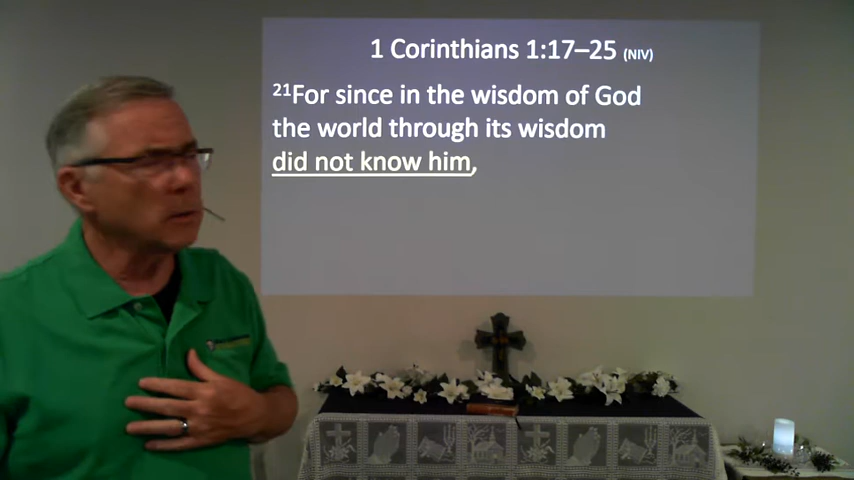 1 Corinthians 1:17–25 (NIV)
²¹For since in the wisdom of God
the world through its wisdom
did not know him,